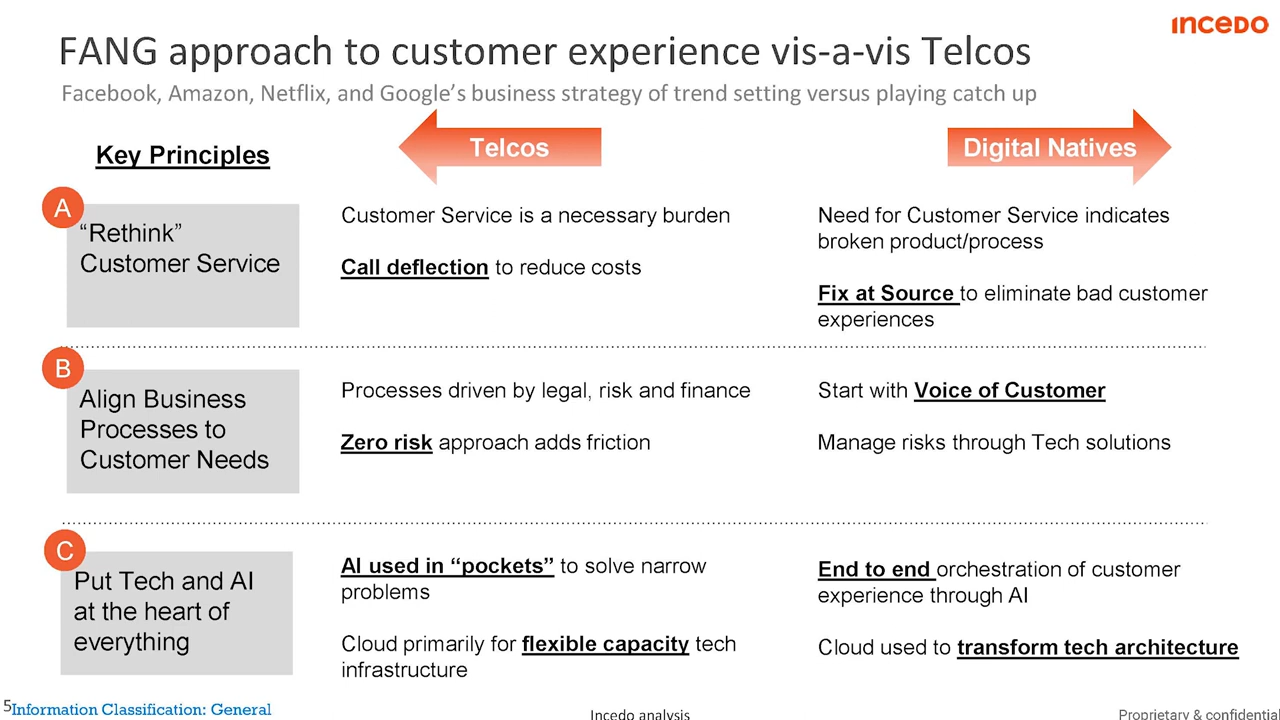 ıncedo
FANG approach to customer experience vis-a-vis Telcos
Facebook, Amazon, Netflix, and Google’s business strategy of trend setting versus playing catch up
Key Principles
Telcos
Digital Natives
A
“Rethink”
Customer Service
Customer Service is a necessary burden
Call deflection to reduce costs
Need for Customer Service indicates
broken product/process
Fix at Source to eliminate bad customer
experiences
B
Align Business
Processes to
Customer Needs
Processes driven by legal, risk and finance
Zero risk approach adds friction
Start with Voice of Customer
Manage risks through Tech solutions
C
Put Tech and AI
at the heart of
everything
AI used in “pockets” to solve narrow
problems
Cloud primarily for flexible capacity tech
infrastructure
End to end orchestration of customer
experience through AI
Cloud used to transform tech architecture
5
Information Classification: General
Incedo analysis
Proprietary & confidential